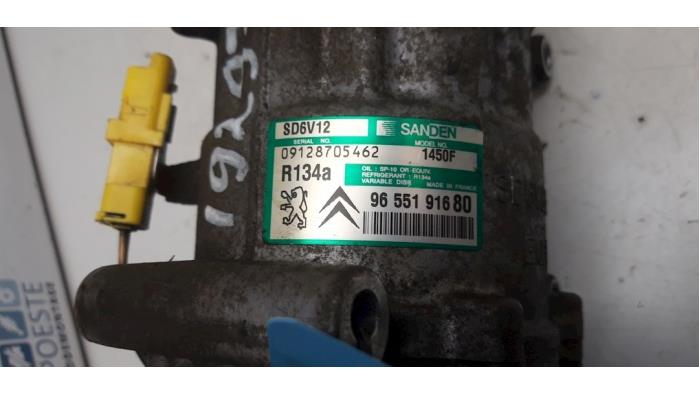 SD6V12
SANDEN
SERIAL NO.
MODEL NO.
09128705462
1450F
R134a
OIL : SP-10 OR EQUIV.
REFRIGERANT : R134a
VARIABLE DISP.
MADE IN FRANCE
96 551 916 80
POESTE